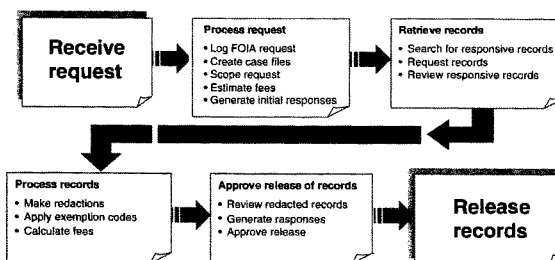 Receive
request
Process request
• Log FOIA request
• Create case files
• Scope request
• Estimate fees
• Generate initial responses
Retrieve records
• Search for responsive records
• Request records
• Review responsive records
Process records
• Make redactions
• Apply exemption codes
• Calculate fees
Approve release of records
• Review redacted records
• Generate responses
• Approve release
Release
records